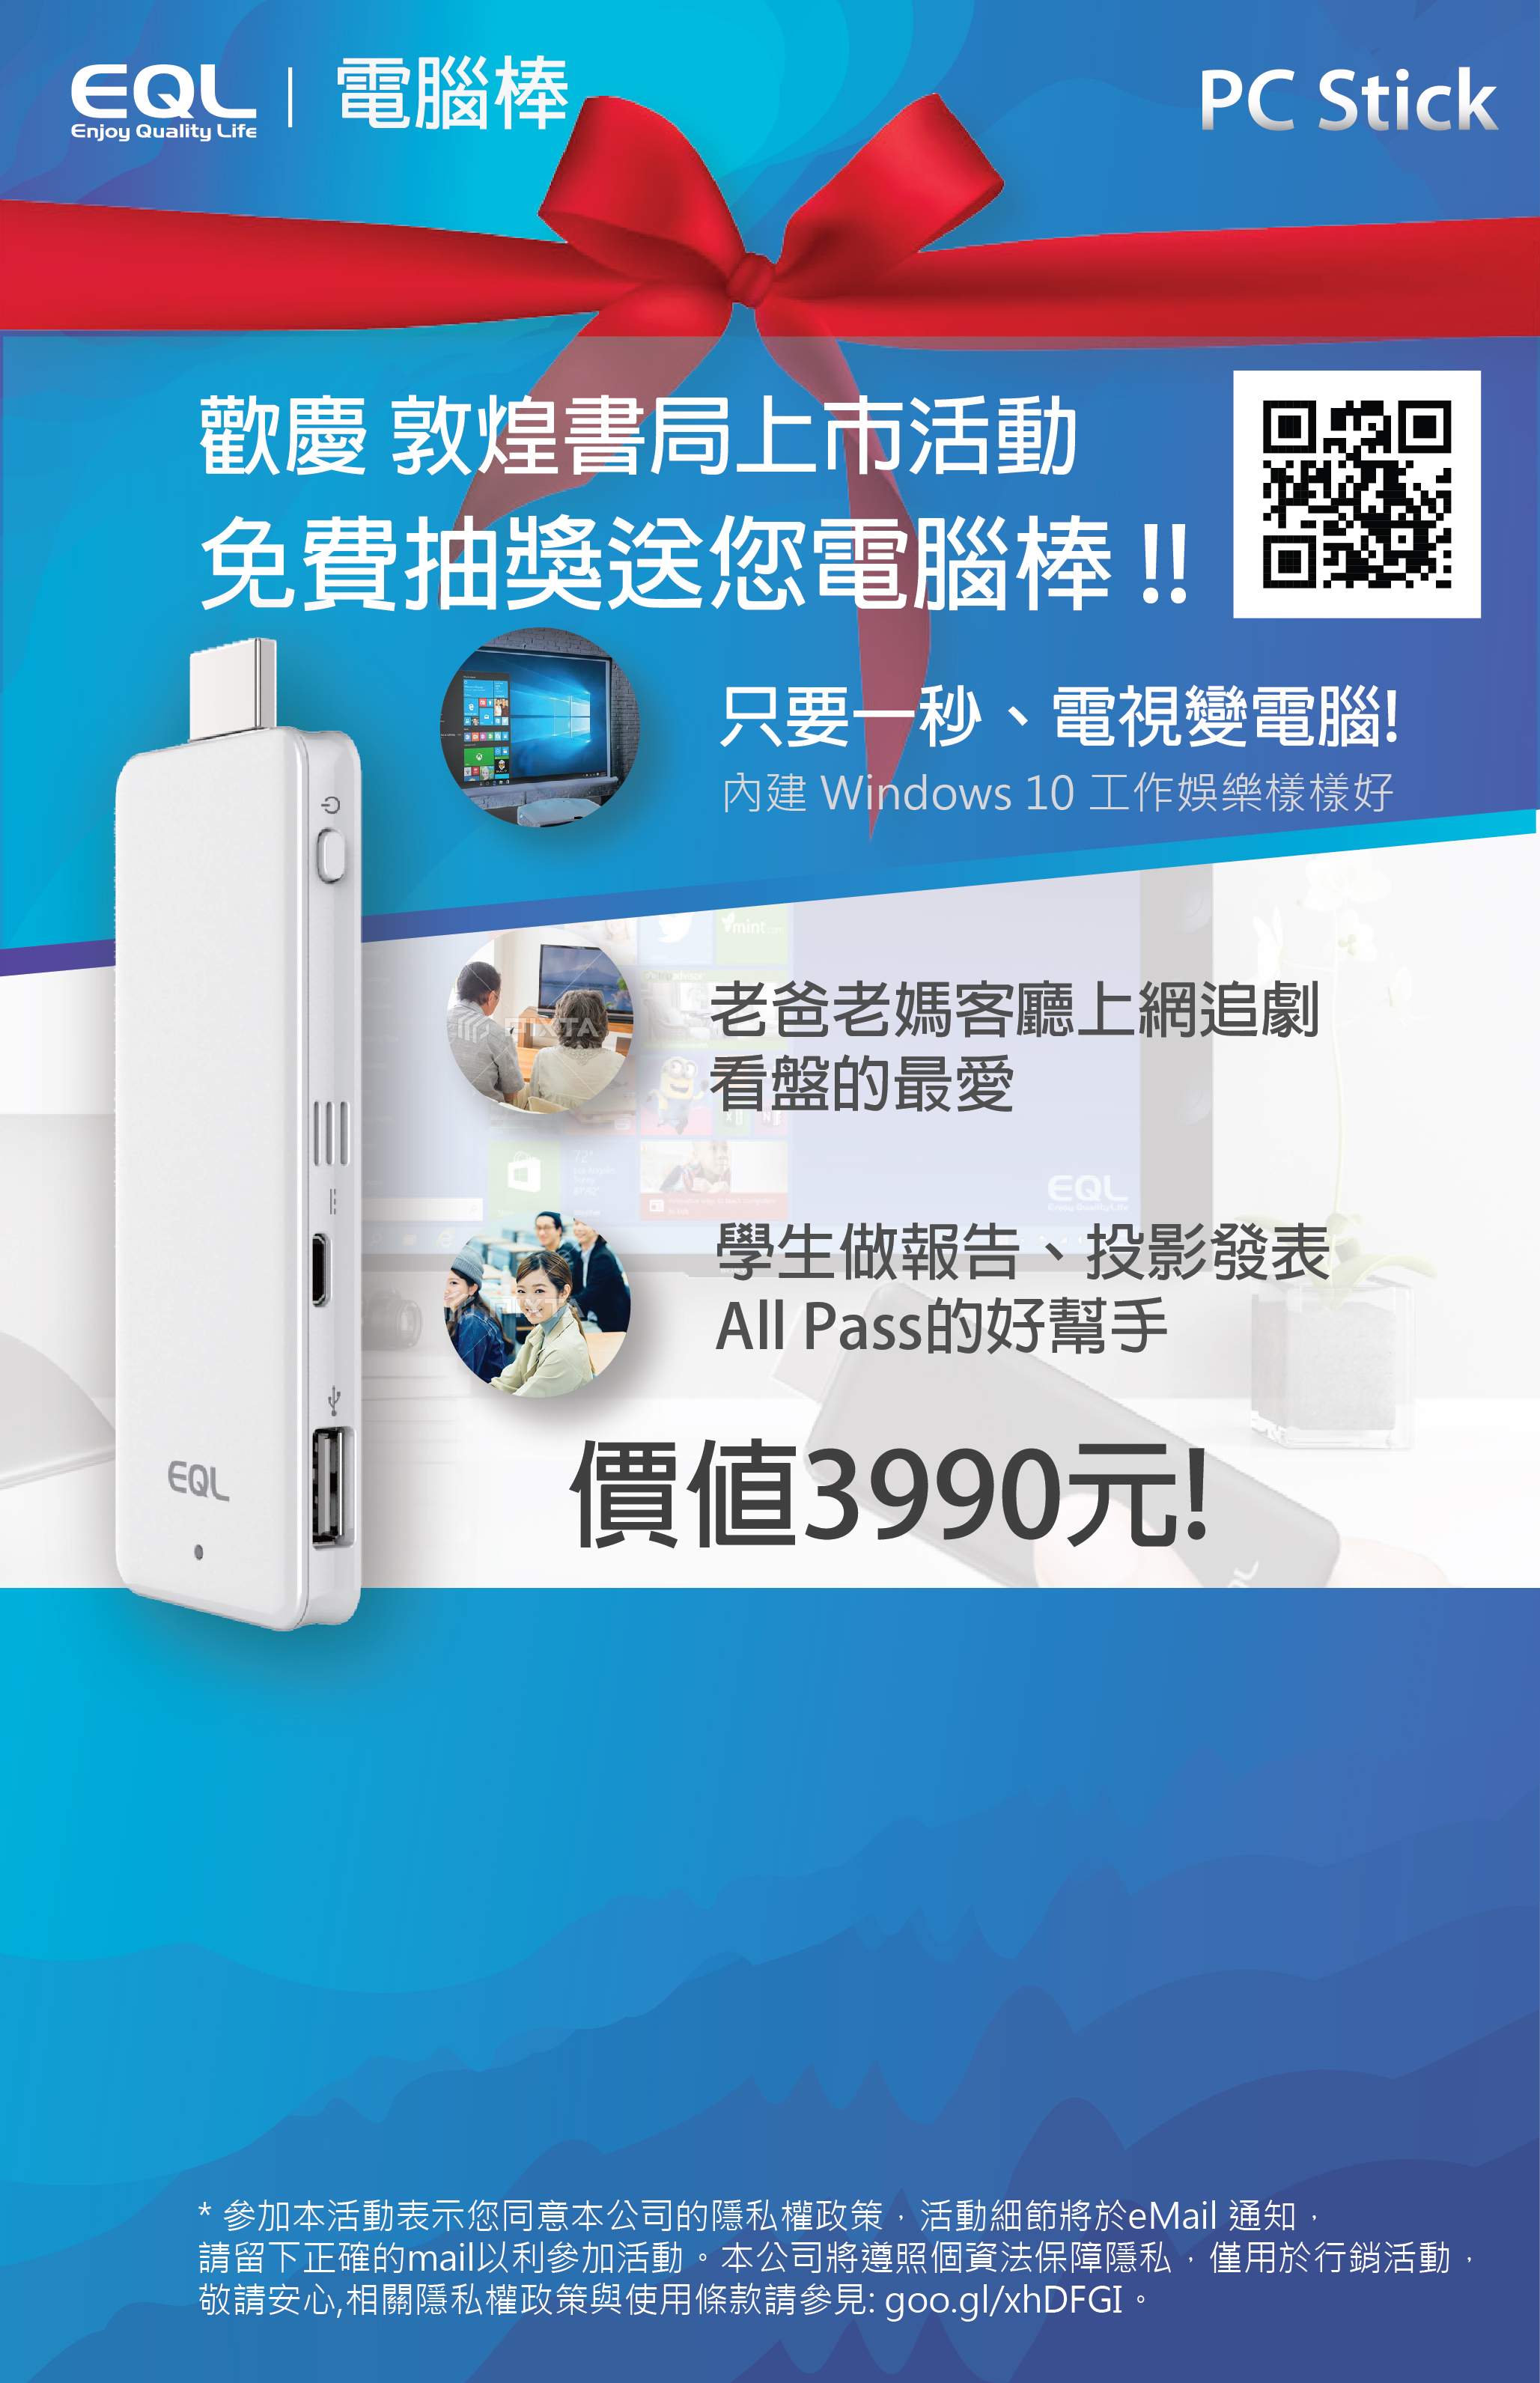 EQL
Enjoy Quality Life
電腦棒
PC Stick
歡慶 敦煌書局上市活動
免費抽獎送您電腦棒 !!
只要一秒、電視變電腦!
內建 Windows 10 工作娛樂樣樣好
mint
PIXTA
老爸老媽客廳上網追劇
看盤的最愛
72°
EQL
Enjoy Quality Life
學生做報告、投影發表
All Pass的好幫手
價值3990元!
EQL
* 參加本活動表示您同意本公司的隱私權政策，活動細節將於eMail 通知，
請留下正確的mail以利參加活動。本公司將遵照個資法保障隱私，僅用於行銷活動，
敬請安心,相關隱私權政策與使用條款請參見: goo.gl/xhDFGI。